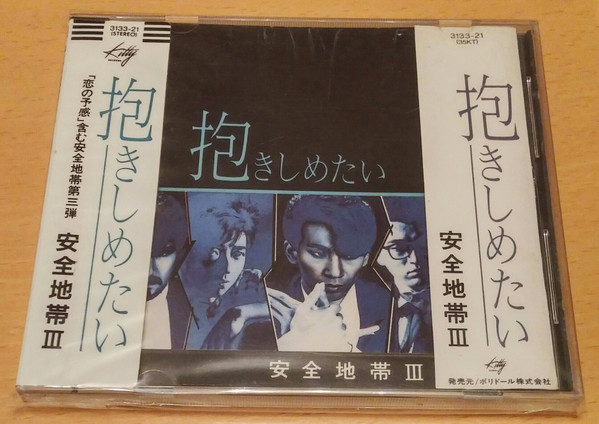 3133-21
(STEREO)
Kitty
RECORDS
抱きしめたい
「恋の予感」含む安全地帯第三弾
安全地帯III
抱きしめたい
安全地帯III
3133-21
(35KT)
抱きしめたい
安全地帯III
Kitty
発売元/ポリドール株式会社